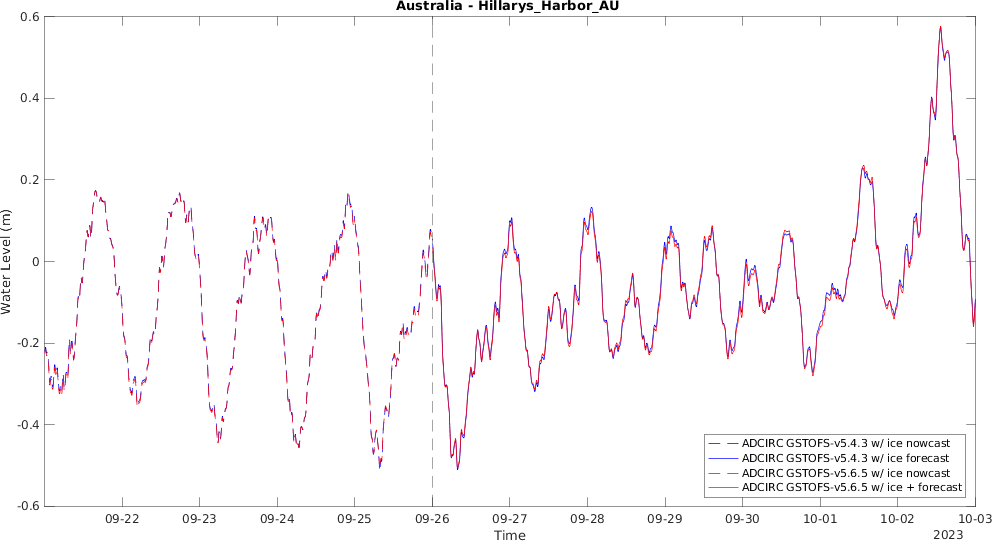 Australia - Hillarys_Harbor_AU
Water Level (m)
0.6
0.4
0.2
0
-0.2
-0.4
-0.6
09-22
09-23
09-24
09-25
09-26
09-27
09-28
09-29
09-30
10-01
10-02
10-03
Time
2023
ADCIRC GSTOFS-v5.4.3 w/ ice nowcast
ADCIRC GSTOFS-v5.4.3 w/ ice forecast
ADCIRC GSTOFS-v5.6.5 w/ ice nowcast
ADCIRC GSTOFS-v5.6.5 w/ ice + forecast